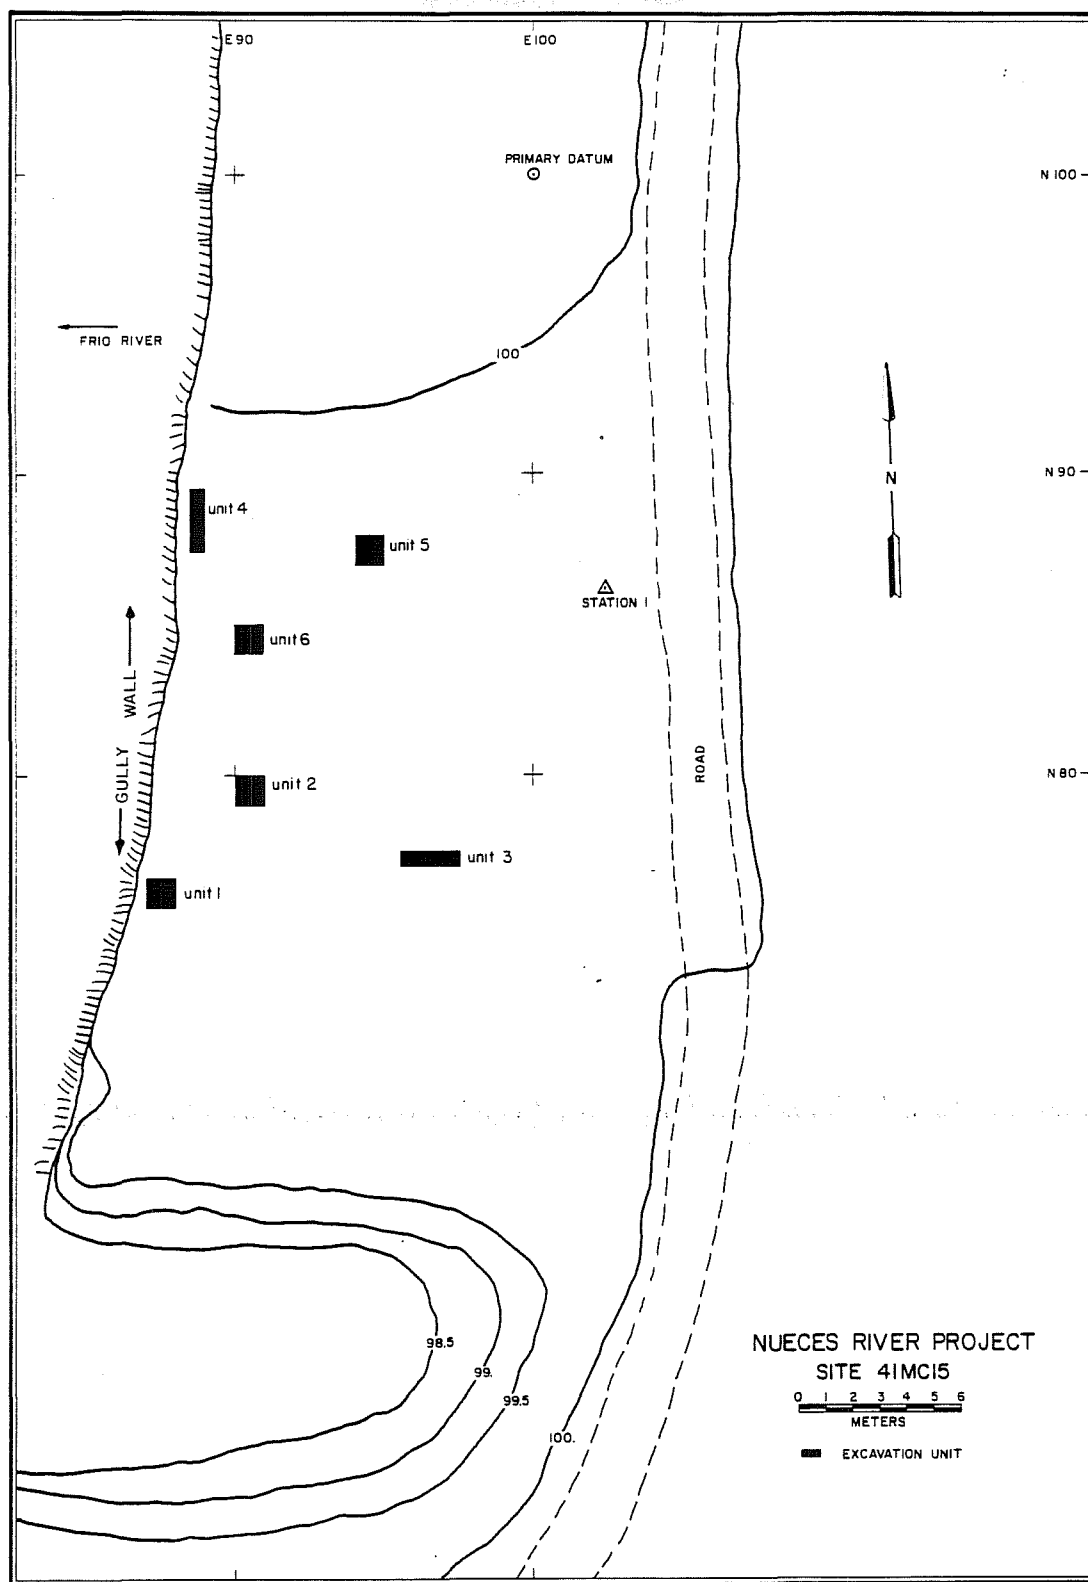 E90
E100
PRIMARY DATUM
N 100
FRIO RIVER
100
N 90
N
unit 4
unit 5
STATION 1
unit 6
GULLY WALL
ROAD
N 80
unit 2
unit 3
unit 1
98.5
99.
99.5
100.
NUECES RIVER PROJECT
SITE 41MC15
0 1 2 3 4 5 6
METERS
EXCAVATION UNIT